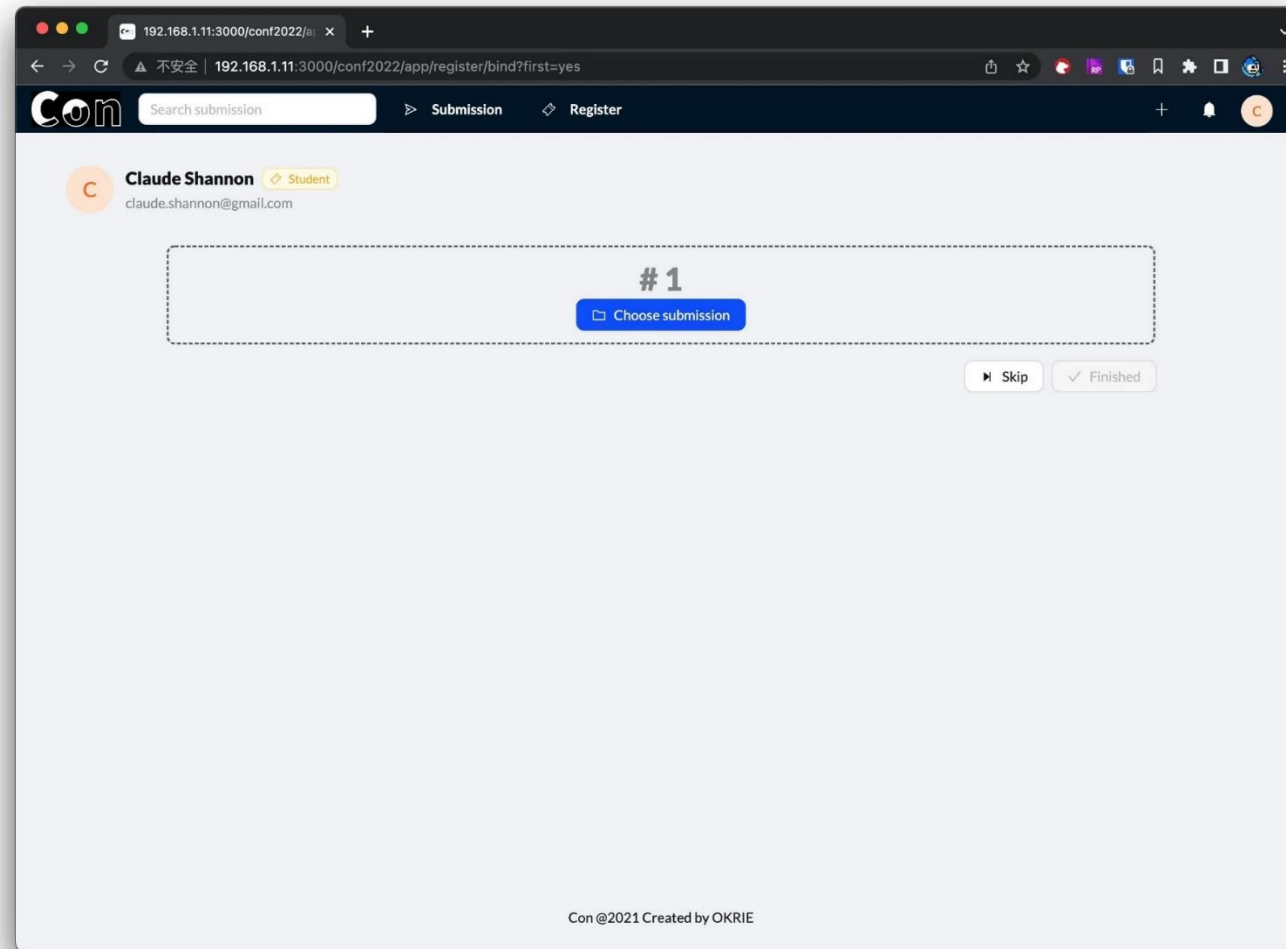 192.168.1.11:3000/conf2022/a
不安全 | 192.168.1.11:3000/conf2022/app/register/bind?first=yes
RP
Con
Search submission
Submission
Register
C
C
Claude Shannon
Student
claude.shannon@gmail.com
# 1
Choose submission
Skip
Finished
Con @2021 Created by OKRIE